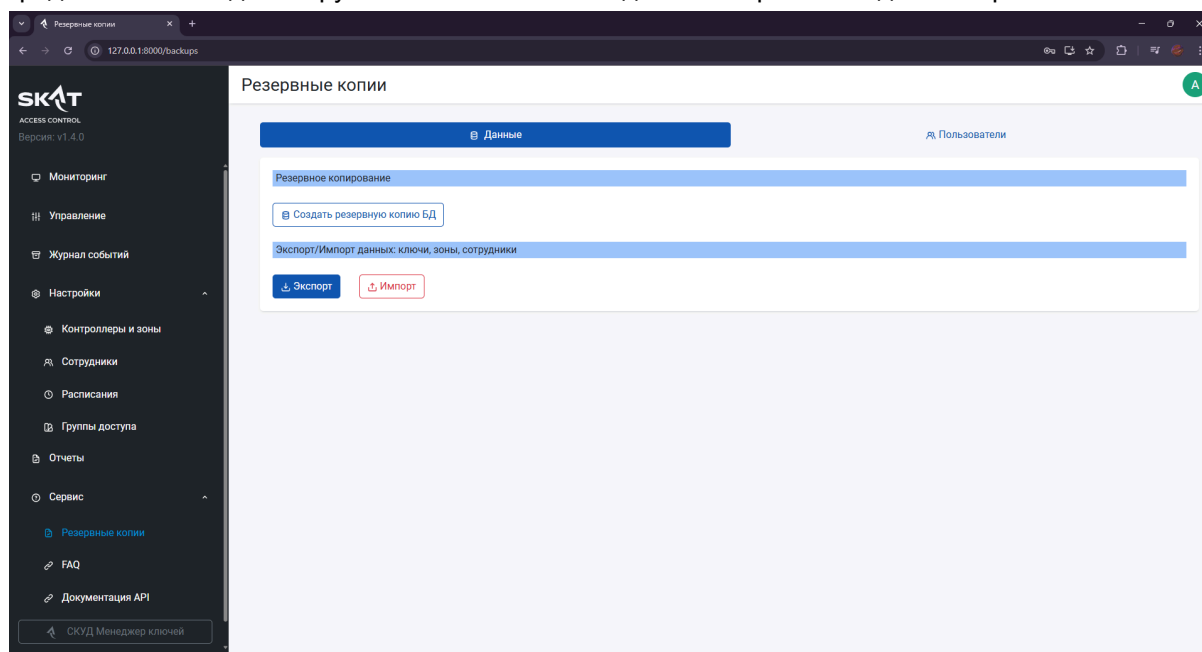 Резервные копии
127.0.0.1:8000/backups
SKAT
ACCESS CONTROL
Версия: v1.4.0
Мониторинг
Управление
Журнал событий
Настройки
Контроллеры и зоны
Сотрудники
Расписания
Группы доступа
Отчеты
Сервис
Резервные копии
FAQ
Документация API
СКУД Менеджер ключей
Резервные копии
A
Данные
Пользователи
Резервное копирование
Создать резервную копию БД
Экспорт/Импорт данных: ключи, зоны, сотрудники
Экспорт
Импорт